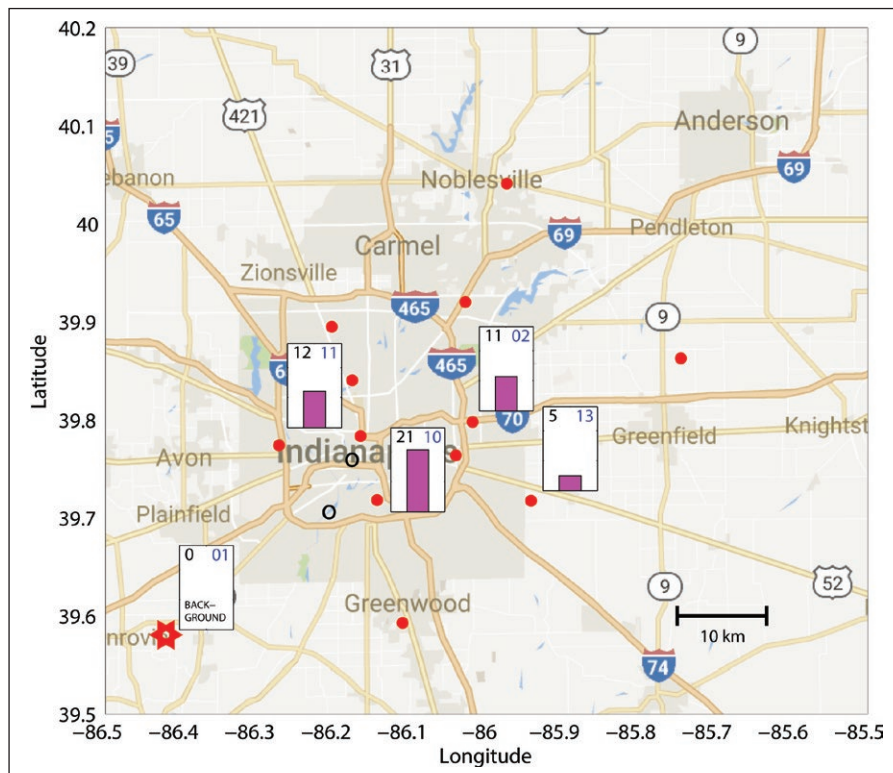 40.2
40.1
40
39.9
39.8
39.7
39.6
39.5
Latitude
39
31
9
421
Anderson
69
ebanon
Noblesville
65
69
Pendleton
Carmel
Zionsville
465
9
12 11
11 02
465
70
5 13
21 10
Indianapolis
Greenfield
Knightst
Avon
Plainfield
0 01
BACK–
GROUND
52
9
Greenwood
nrovi
10 km
74
−86.5 −86.4 −86.3 −86.2 −86.1 −86 −85.9 −85.8 −85.7 −85.6 −85.5
Longitude